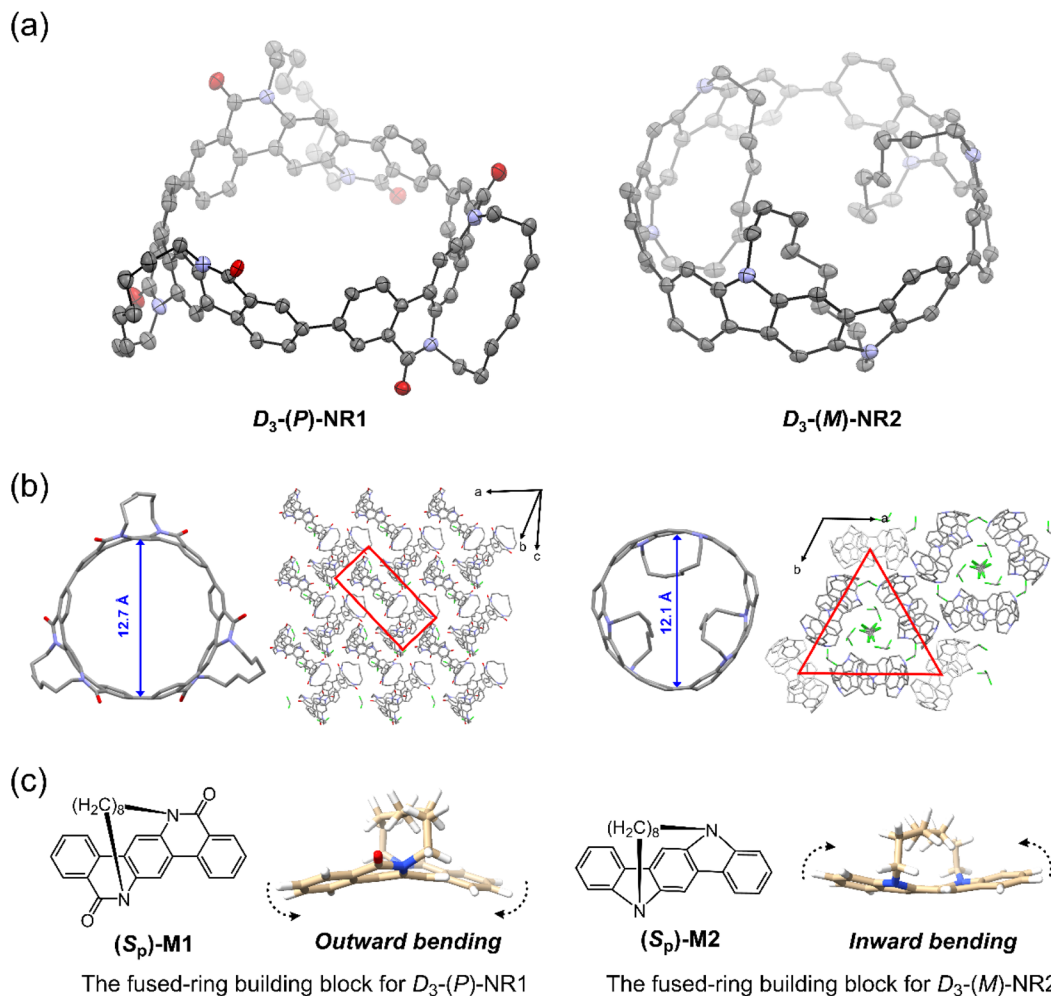 (a)
D3-(P)-NR1
D3-(M)-NR2
(b)
12.7 Å
a
b
c
12.1 Å
a
b
(c)
(H2C)8
N
O
N
O
(Sp)-M1
Outward bending
(H2C)8
N
N
(Sp)-M2
Inward bending
The fused-ring building block for D3-(P)-NR1
The fused-ring building block for D3-(M)-NR2